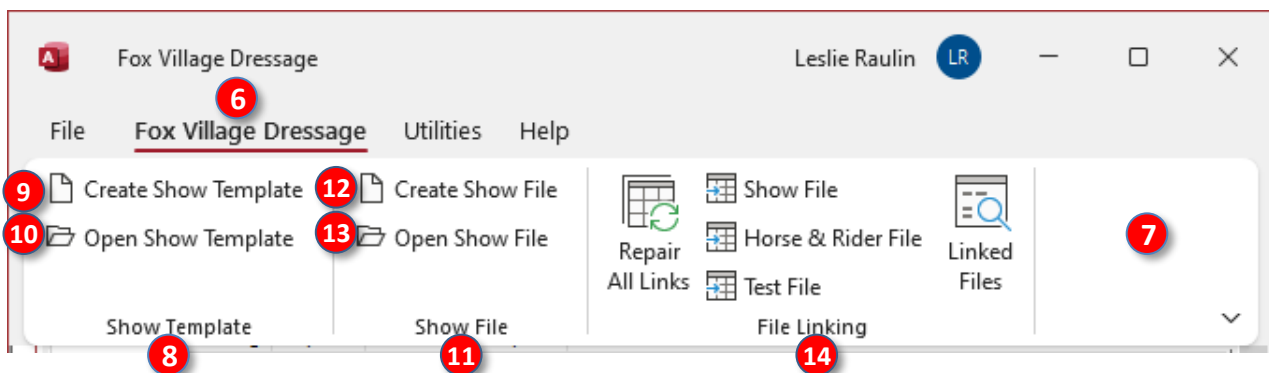 A Fox Village Dressage Leslie Raulin LR
6
File Fox Village Dressage Utilities Help
9 Create Show Template 12 Create Show File Show File
10 Open Show Template 13 Open Show File Repair Horse & Rider File Linked 7
All Links Test File Files
Show Template Show File File Linking
8 11 14